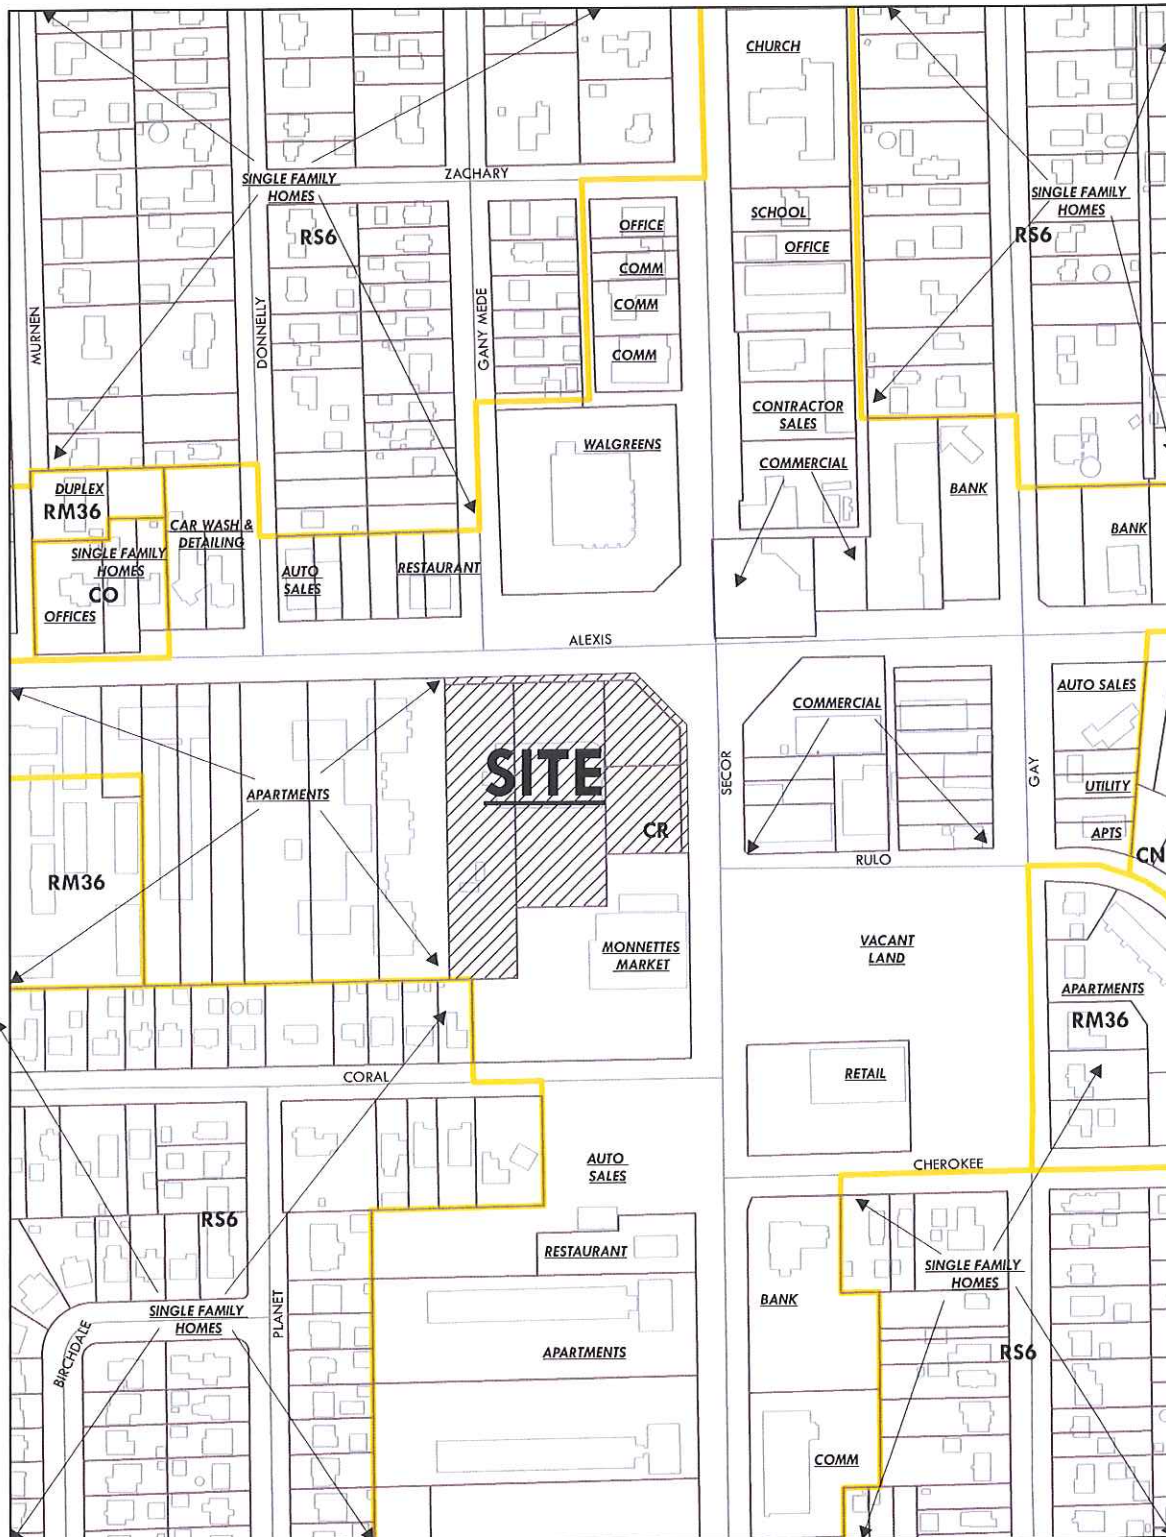 CHURCH
ZACHARY
SINGLE FAMILY
HOMES
SINGLE FAMILY
HOMES
SCHOOL
OFFICE
OFFICE
RS6
RS6
COMM
COMM
COMM
MURNEN
DONNELLY
GANY MEDE
CONTRACTOR
SALES
WALGREENS
COMMERCIAL
DUPLEX
RM36
BANK
BANK
CAR WASH &
DETAILING
SINGLE FAMILY
HOMES
CO
OFFICES
AUTO
SALES
RESTAURANT
ALEXIS
AUTO SALES
COMMERCIAL
SITE
SECOR
GAY
APARTMENTS
UTILITY
CR
APTS
RULO
CN
RM36
MONNETTES
MARKET
VACANT
LAND
APARTMENTS
RM36
CORAL
RETAIL
AUTO
SALES
CHEROKEE
RS6
RESTAURANT
SINGLE FAMILY
HOMES
SINGLE FAMILY
HOMES
BANK
PLANET
BIRCHDALE
APARTMENTS
RS6
COMM